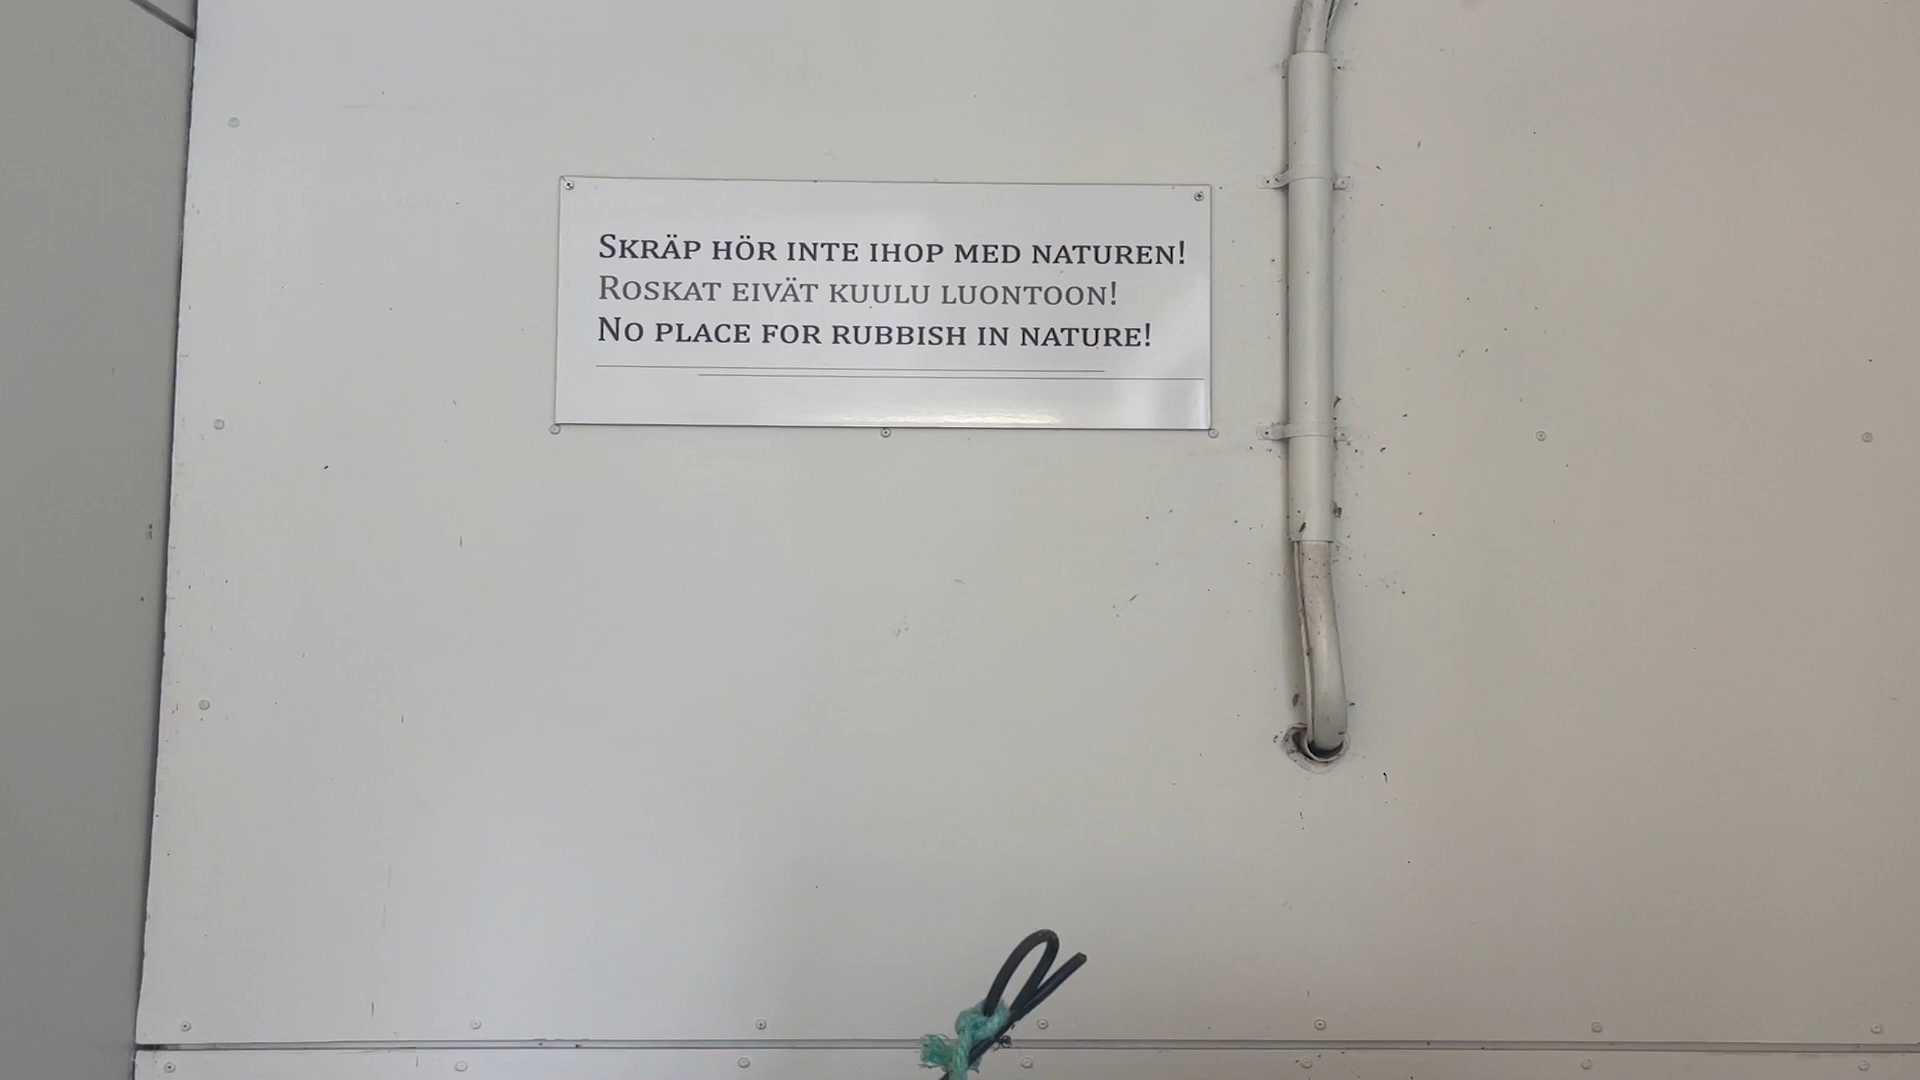 Skräp hör inte ihop med naturen!
Roskat eivät kuulu luontoon!
No place for rubbish in nature!